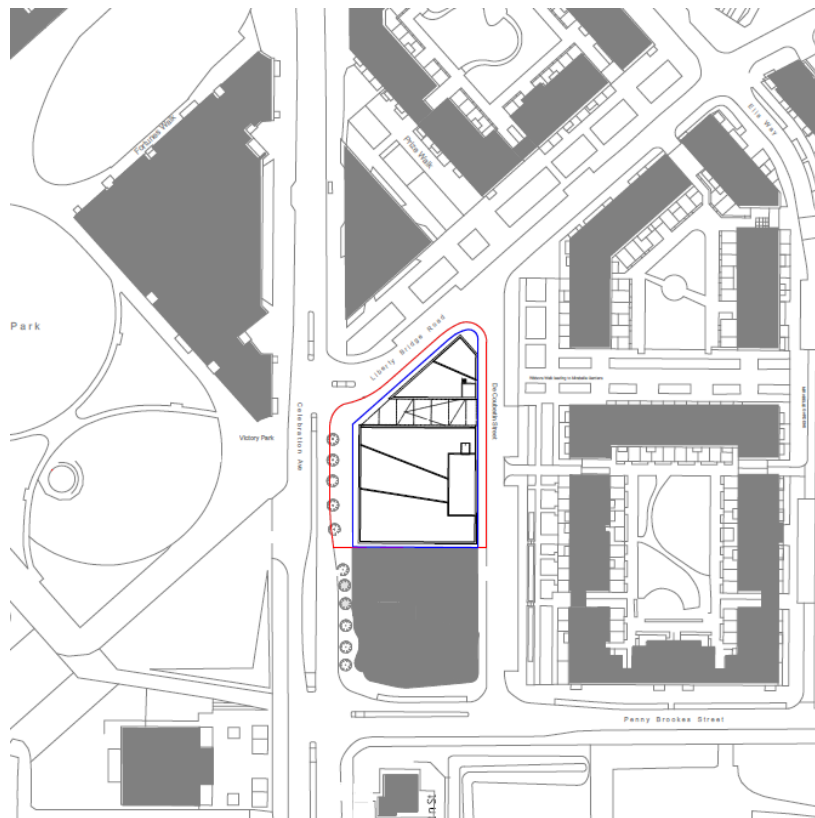 Fortunes Walk
Prize Walk
Elis Way
Park
Liberty Bridge Road
De Coubertin Street
Celebration Ave
Victory Park
Penny Brookes Street